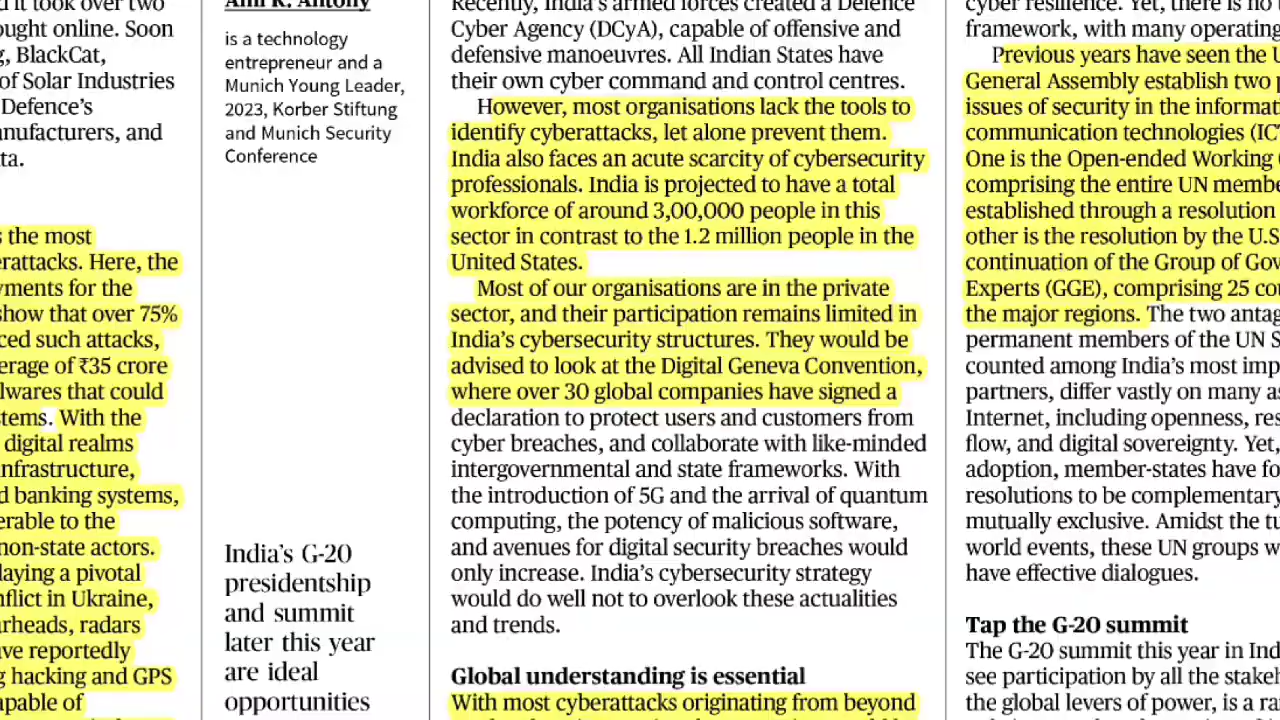 d it took over two
ought online. Soon
g, BlackCat,
of Solar Industries
Defence's
anufacturers, and
ta.
s the most
erattacks. Here, the
yments for the
show that over 75%
ced such attacks,
erage of ₹35 crore
lwares that could
stems. With the
digital realms
nfrastructure,
d banking systems,
erable to the
non-state actors.
laying a pivotal
nflict in Ukraine,
arheads, radars
ave reportedly
g hacking and GPS
apable of
Antony
is a technology
entrepreneur and a
Munich Young Leader,
2023, Korber Stiftung
and Munich Security
Conference
India's G-20
presidentship
and summit
later this year
are ideal
opportunities
Recently, India's armed forces created a Defence
Cyber Agency (DCyA), capable of offensive and
defensive manoeuvres. All Indian States have
their own cyber command and control centres.
However, most organisations lack the tools to
identify cyberattacks, let alone prevent them.
India also faces an acute scarcity of cybersecurity
professionals. India is projected to have a total
workforce of around 3,00,000 people in this
sector in contrast to the 1.2 million people in the
United States.
Most of our organisations are in the private
sector, and their participation remains limited in
India's cybersecurity structures. They would be
advised to look at the Digital Geneva Convention,
where over 30 global companies have signed a
declaration to protect users and customers from
cyber breaches, and collaborate with like-minded
intergovernmental and state frameworks. With
the introduction of 5G and the arrival of quantum
computing, the potency of malicious software,
and avenues for digital security breaches would
only increase. India's cybersecurity strategy
would do well not to overlook these actualities
and trends.
Global understanding is essential
With most cyberattacks originating from beyond
cyber resilience. Yet, there is no
framework, with many operating
Previous years have seen the U
General Assembly establish two p
issues of security in the informat
communication technologies (IC
One is the Open-ended Working
comprising the entire UN membe
established through a resolution
other is the resolution by the U.S
continuation of the Group of Gov
Experts (GGE), comprising 25 cou
the major regions. The two antag
permanent members of the UN S
counted among India's most imp
partners, differ vastly on many as
Internet, including openness, res
flow, and digital sovereignty. Yet,
adoption, member-states have fo
resolutions to be complementary
mutually exclusive. Amidst the tu
world events, these UN groups w
have effective dialogues.
Tap the G-20 summit
The G-20 summit this year in Ind
see participation by all the stakeh
the global levers of power, is a ra